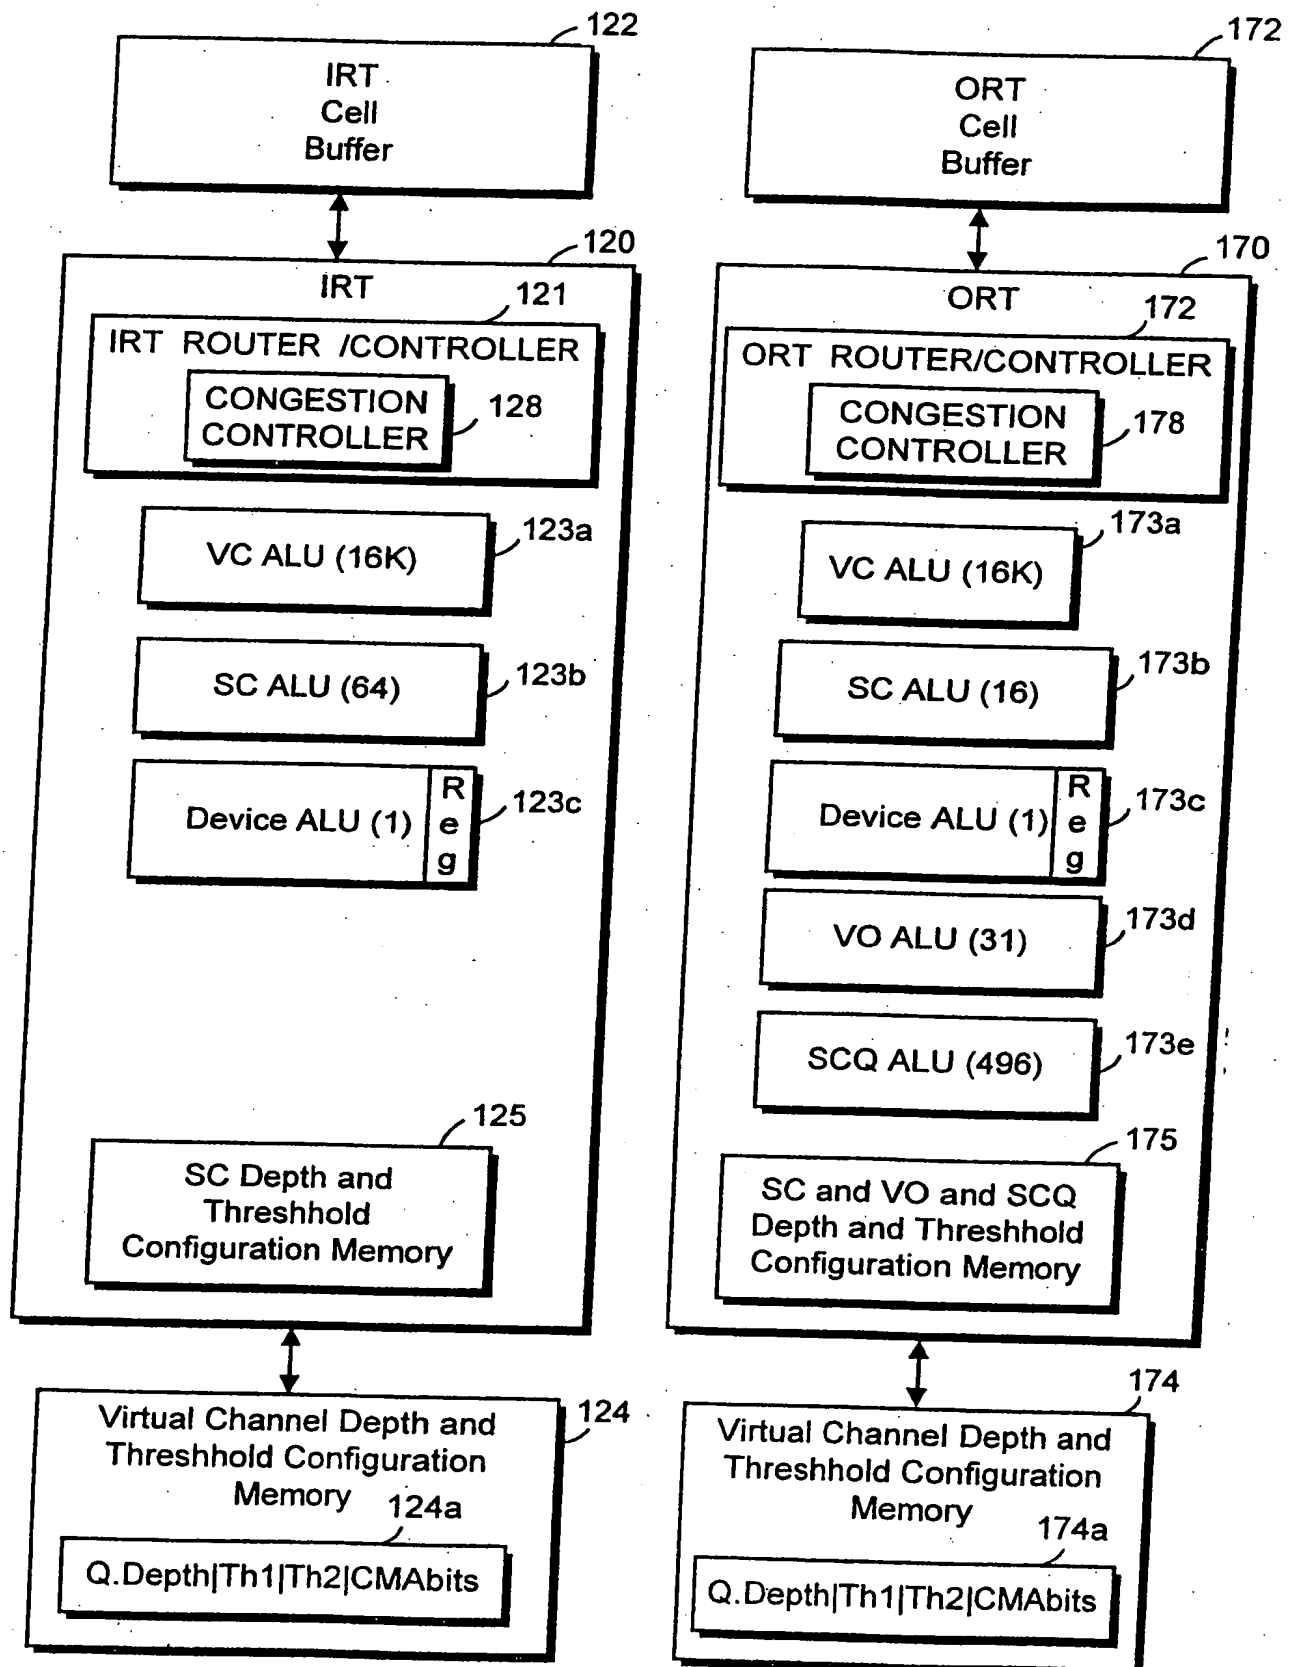 122
IRT
Cell
Buffer
120
IRT
121
IRT ROUTER /CONTROLLER
CONGESTION
CONTROLLER
128
VC ALU (16K)
123a
SC ALU (64)
123b
Device ALU (1)
Reg
123c
125
SC Depth and
Threshhold
Configuration Memory
Virtual Channel Depth and
Threshhold Configuration
Memory
124
124a
Q.Depth|Th1|Th2|CMAbits
172
ORT
Cell
Buffer
170
ORT
172
ORT ROUTER/CONTROLLER
CONGESTION
CONTROLLER
178
173a
VC ALU (16K)
SC ALU (16)
173b
Device ALU (1)
Reg
173c
VO ALU (31)
173d
SCQ ALU (496)
173e
175
SC and VO and SCQ
Depth and Threshhold
Configuration Memory
174
Virtual Channel Depth and
Threshhold Configuration
Memory
174a
Q.Depth|Th1|Th2|CMAbits